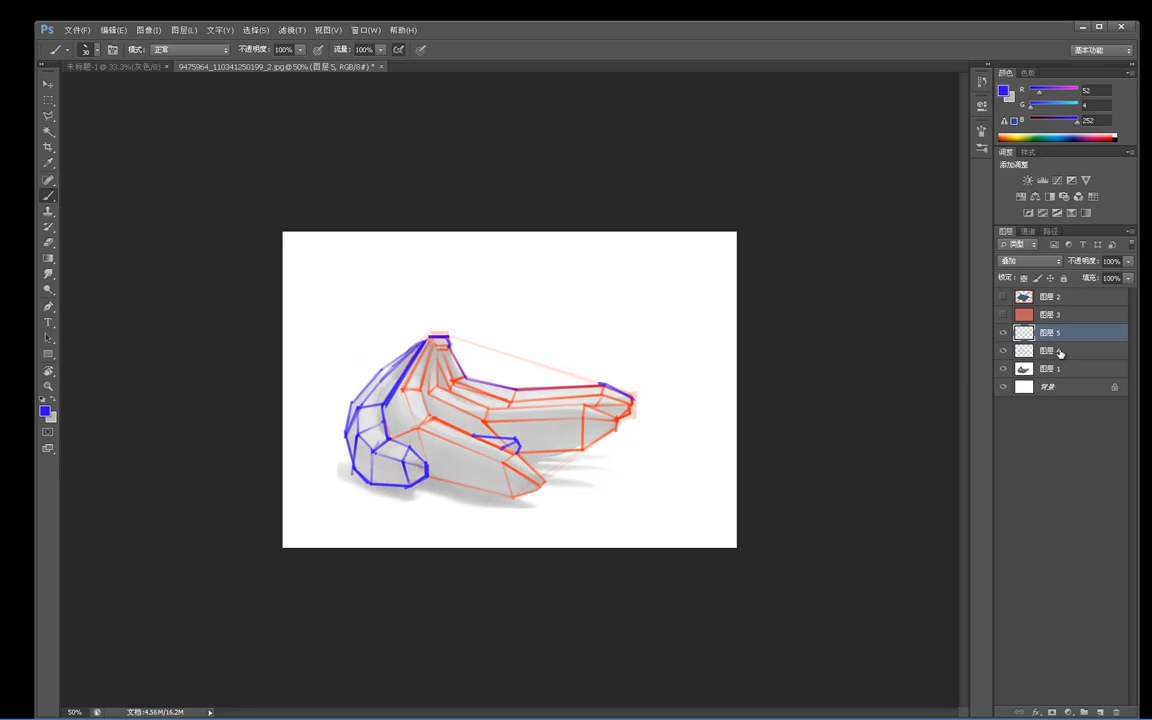 Ps 文件(F) 编辑(E) 图像(I) 图层(L) 文字(Y) 选择(S) 滤镜(T) 视图(V) 窗口(W) 帮助(H)
30 模式: 正常 不透明度: 100% 流量: 100% 基本功能
未标题-1 @ 33.3%(灰色/8) × 9475964_110341250199_2.jpg @ 50% (图层 5, RGB/8#) * ×
颜色 色板
R 52
G 4
B 252
调整 样式
添加调整
图层 通道 路径
类型
叠加 不透明度: 100%
锁定: 填充: 100%
图层 2
图层 3
图层 5
图层
图层 1
背景
50% 文档:4.56M/16.2M